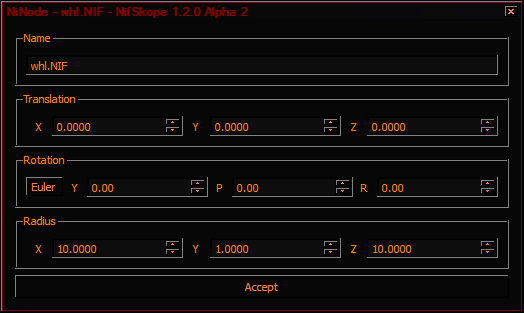 NiNode - whl.NIF - NifSkope 1.2.0 Alpha 2
Name
whl.NIF
Translation
X 0.0000 Y 0.0000 Z 0.0000
Rotation
Euler Y 0.00 P 0.00 R 0.00
Radius
X 10.0000 Y 1.0000 Z 10.0000
Accept